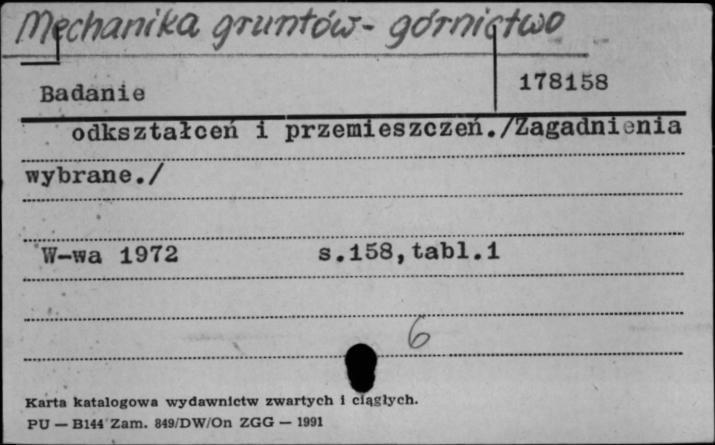 Mechanika gruntów - górnictwo
Badanie 178158
odkształceń i przemieszczeń./Zagadnienia
wybrane./
W-wa 1972 s.158,tabl.1
6
Karta katalogowa wydawnictw zwartych i ciągłych.
PU — B144 Zam. 849/DW/On ZGG — 1991